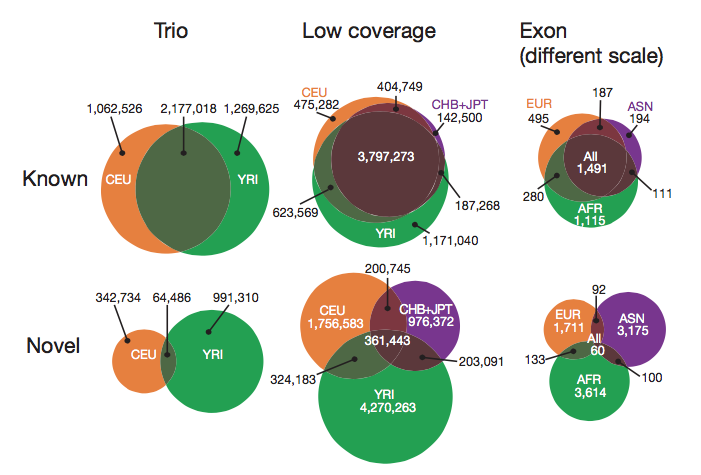 Trio
Low coverage
Exon
(different scale)
Known
1,062,526
2,177,018
1,269,625
CEU
YRI
CEU
475,282
404,749
CHB+JPT
142,500
3,797,273
623,569
187,268
YRI
1,171,040
EUR
495
187
ASN
194
All
1,491
280
111
AFR
1,115
Novel
342,734
64,486
991,310
CEU
YRI
200,745
CEU
1,756,583
CHB+JPT
976,372
361,443
324,183
203,091
YRI
4,270,263
92
EUR
1,711
ASN
3,175
All
60
133
100
AFR
3,614